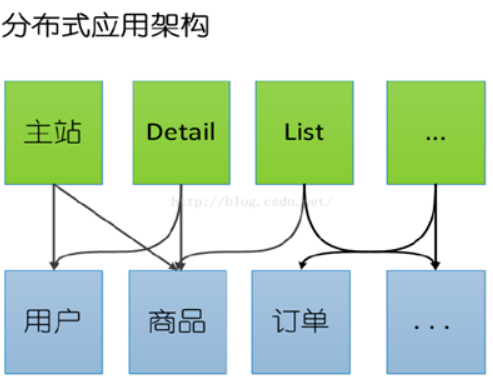 分布式应用架构
主站 Detail List ...
http://blog.csdn.net/
用户 商品 订单 ...